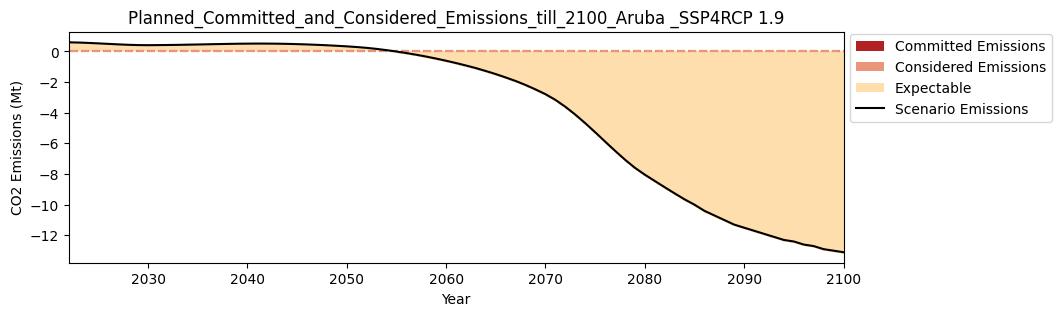 Planned_Committed_and_Considered_Emissions_till_2100_Aruba _SSP4RCP 1.9
CO2 Emissions (Mt)
0
−2
−4
−6
−8
−10
−12
2030 2040 2050 2060 2070 2080 2090 2100
Year
Committed Emissions
Considered Emissions
Expectable
Scenario Emissions